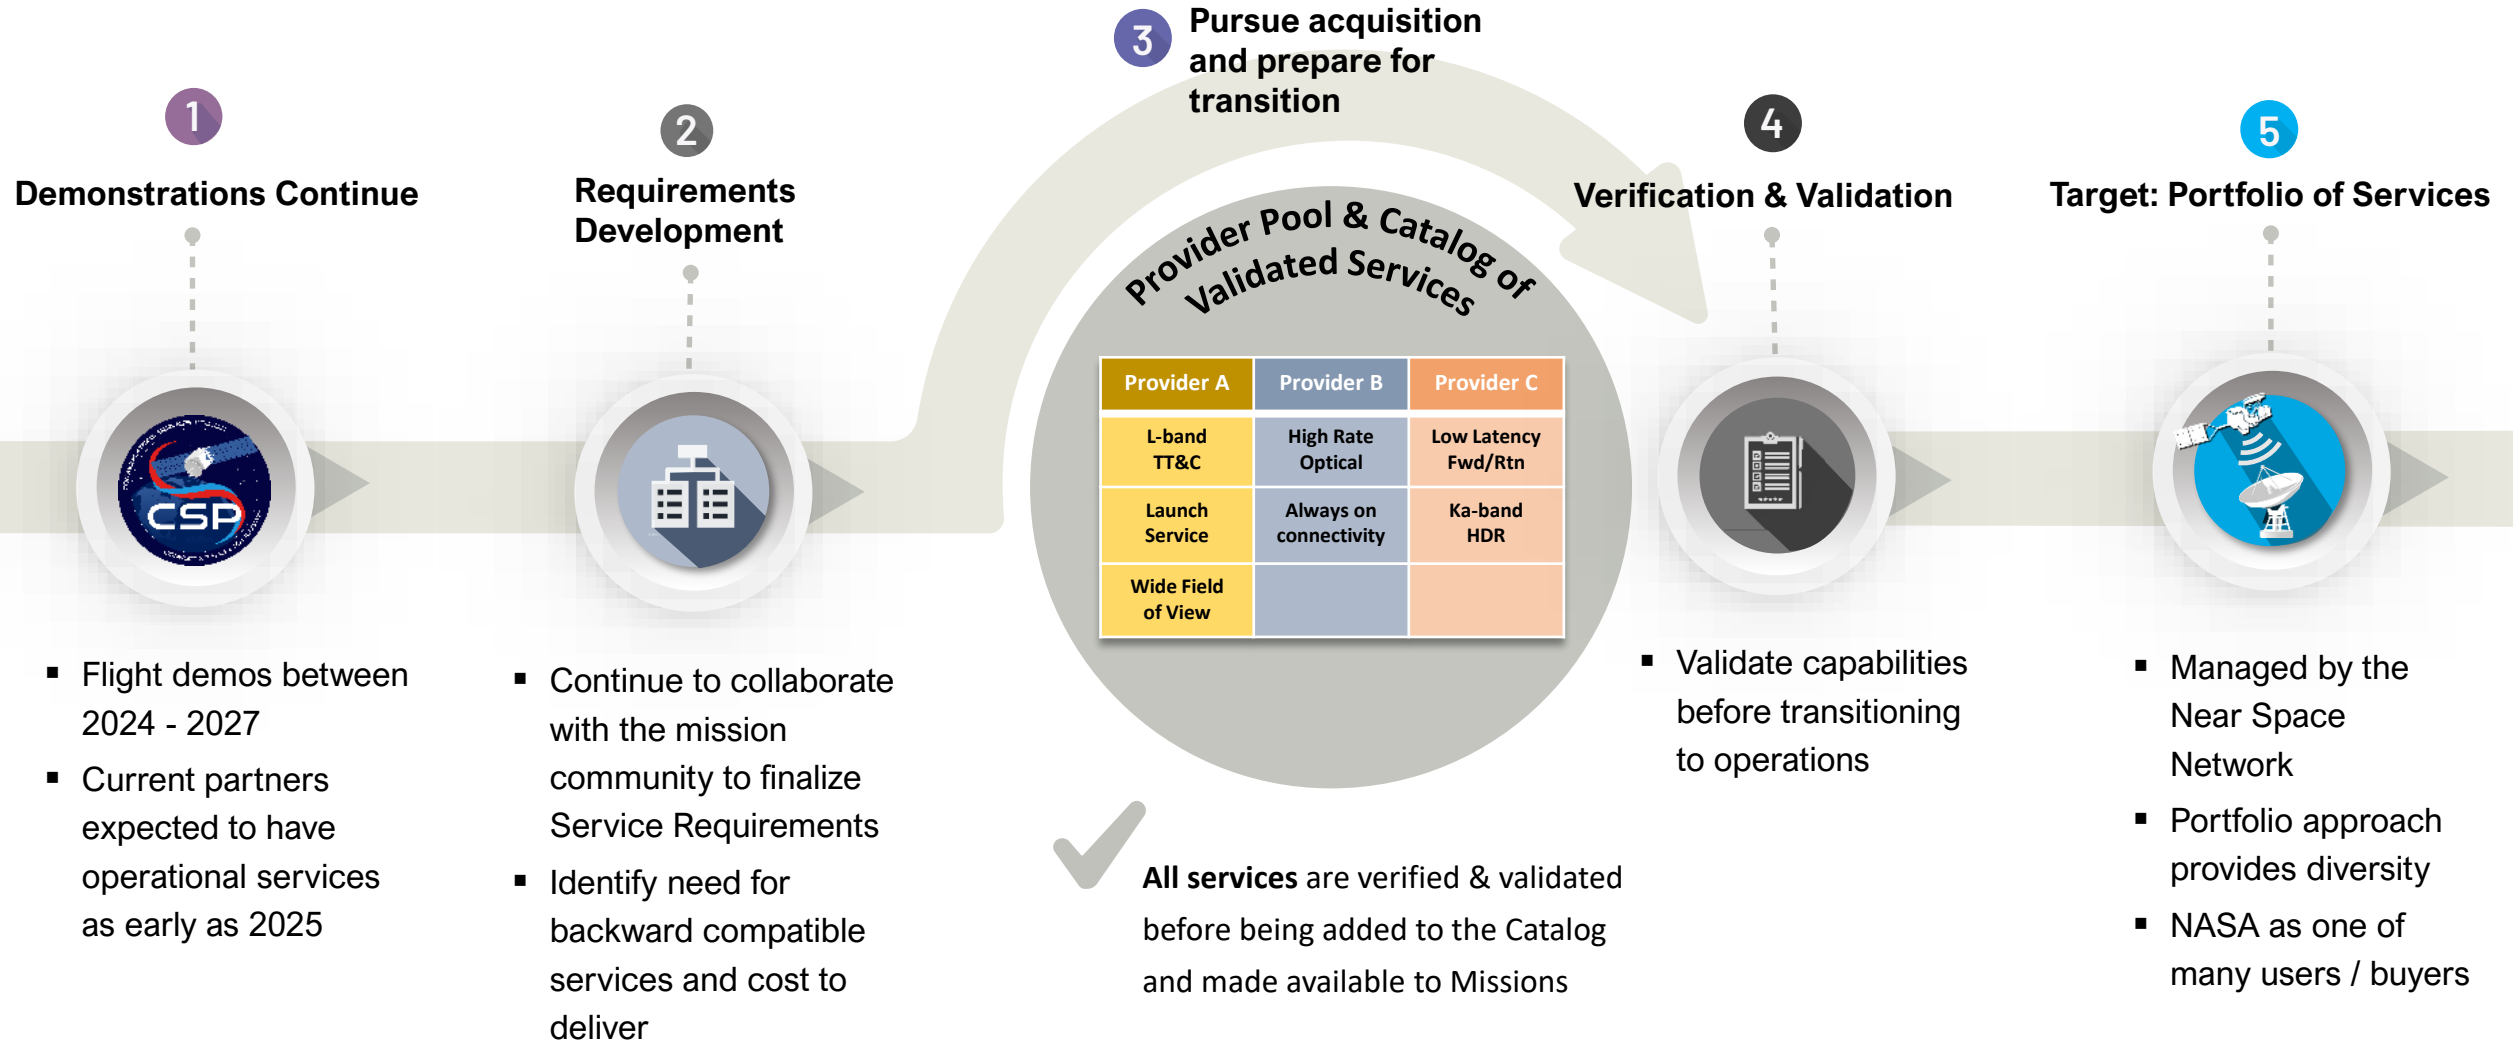 1
Demonstrations Continue
CSP
▪ Flight demos between
2024 - 2027
▪ Current partners
expected to have
operational services
as early as 2025
2
Requirements
Development
▪ Continue to collaborate
with the mission
community to finalize
Service Requirements
▪ Identify need for
backward compatible
services and cost to
deliver
3
Pursue acquisition
and prepare for
transition
Provider Pool & Catalog of
Validated Services
Provider A Provider B Provider C
L-band
TT&C
High Rate
Optical
Low Latency
Fwd/Rtn
Launch
Service
Always on
connectivity
Ka-band
HDR
Wide Field
of View
All services are verified & validated
before being added to the Catalog
and made available to Missions
4
Verification & Validation
▪ Validate capabilities
before transitioning
to operations
5
Target: Portfolio of Services
▪ Managed by the
Near Space
Network
▪ Portfolio approach
provides diversity
▪ NASA as one of
many users / buyers